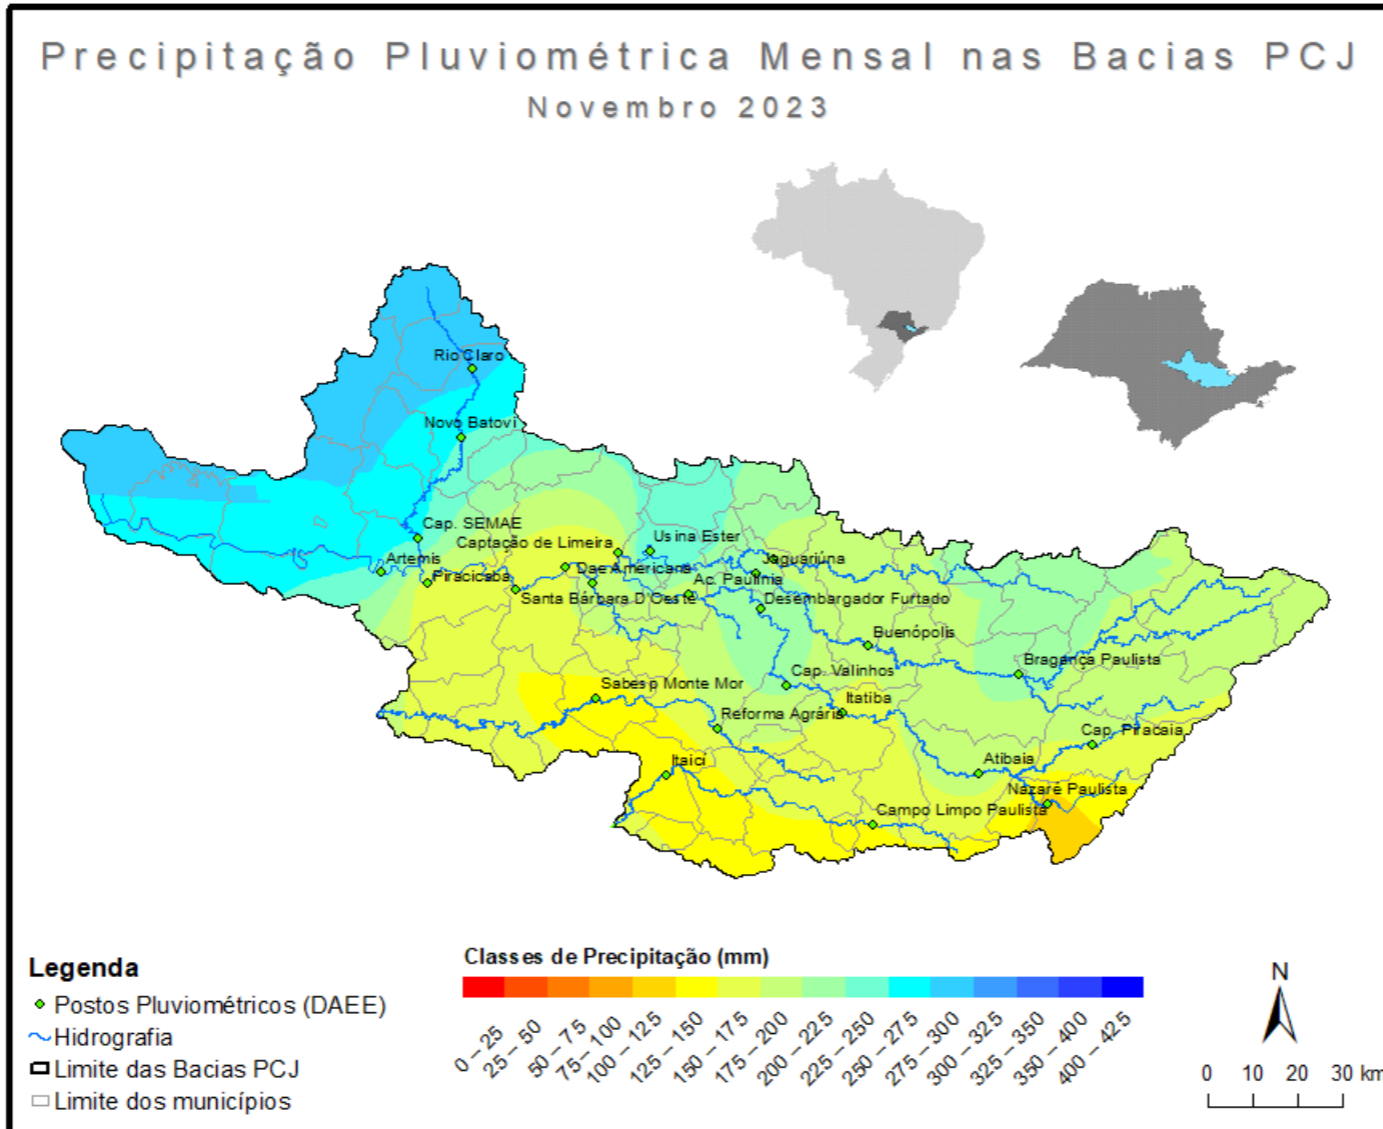 Precipitação Pluviométrica Mensal nas Bacias PCJ
Novembro 2023
Rio Claro
Novo Batovi
Cap. SEMAE
Captação de Limeira
Usina Ester
Artemis
Dae Americana
Jaguariúna
Piracicaba
Ac. Paulínia
Santa Bárbara D'Oeste
Desembargador Furtado
Buenópolis
Bragança Paulista
Cap. Valinhos
Sabesp Monte Mor
Itatiba
Reforma Agrária
Cap. Piracaia
Itaici
Atibaia
Nazaré Paulista
Campo Limpo Paulista
Legenda
Postos Pluviométricos (DAEE)
Hidrografia
Limite das Bacias PCJ
Limite dos municípios
Classes de Precipitação (mm)
0 – 25
25 – 50
50 – 75
75– 100
100 – 125
125 – 150
150 – 175
175 – 200
200 – 225
225 – 250
250 – 275
275 – 300
300 – 325
325 – 350
350 – 400
400 – 425
N
0 10 20 30 km